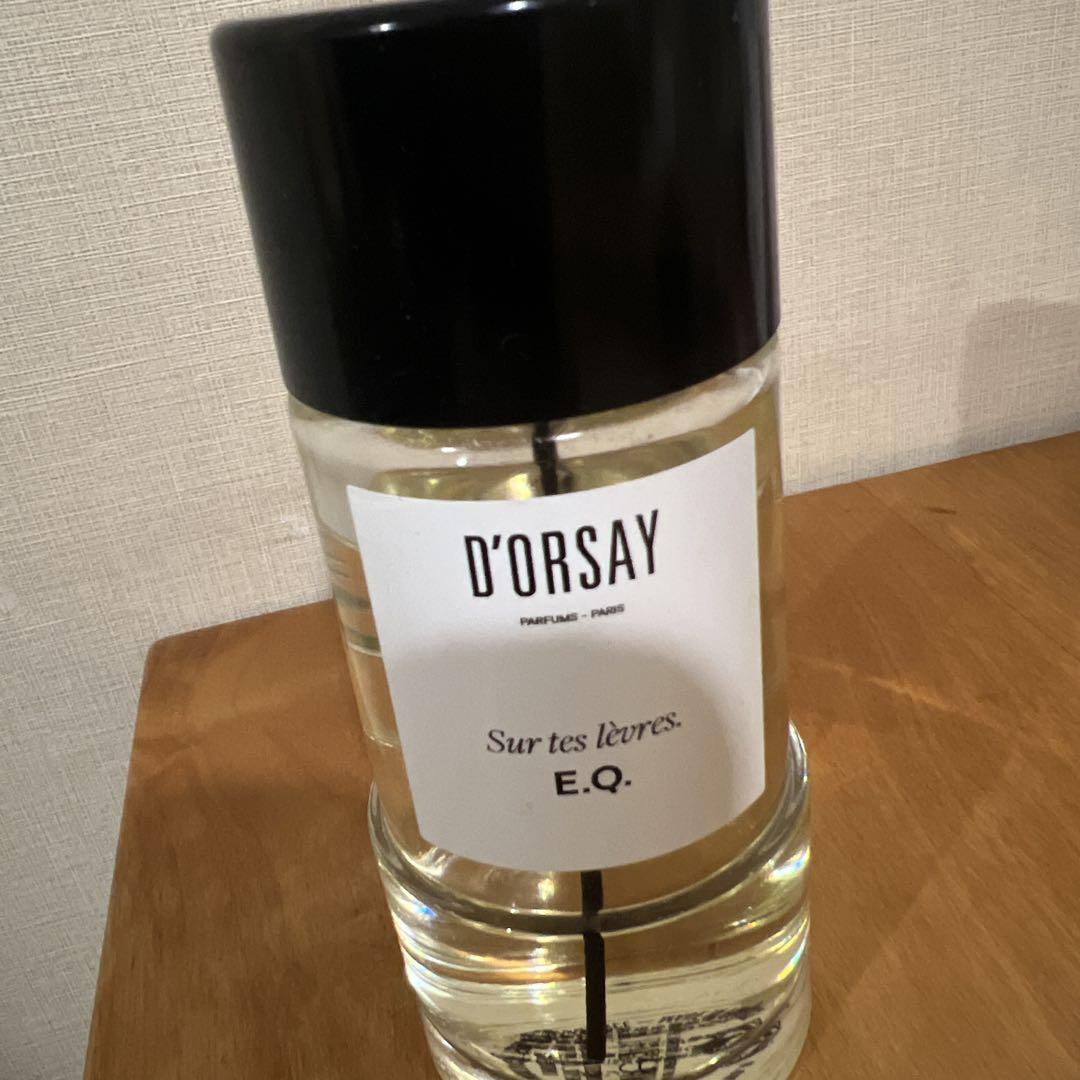 D'ORSAY
PARFUMS - PARIS
Sur tes lèvres.
E.Q.